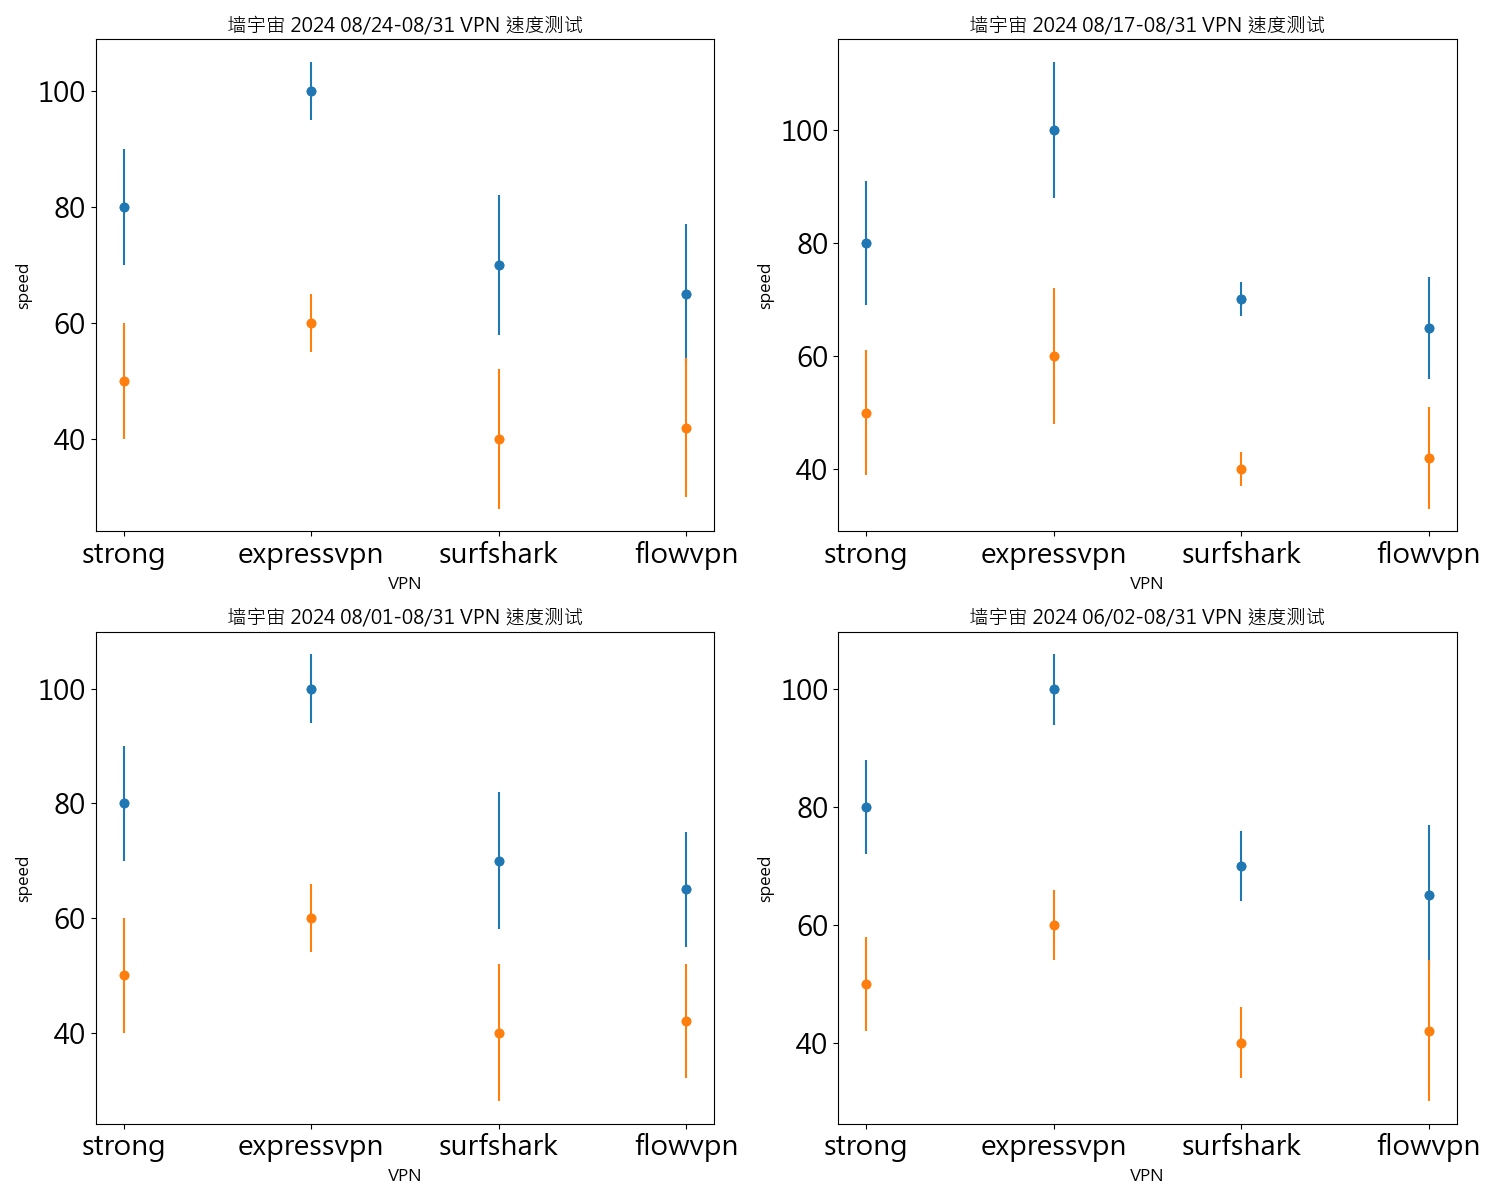 墙宇宙 2024 08/24-08/31 VPN 速度测试
100
80
60
40
speed
strong expressvpn surfshark flowvpn
VPN
墙宇宙 2024 08/17-08/31 VPN 速度测试
100
80
60
40
speed
strong expressvpn surfshark flowvpn
VPN
墙宇宙 2024 08/01-08/31 VPN 速度测试
100
80
60
40
speed
strong expressvpn surfshark flowvpn
VPN
墙宇宙 2024 06/02-08/31 VPN 速度测试
100
80
60
40
speed
strong expressvpn surfshark flowvpn
VPN